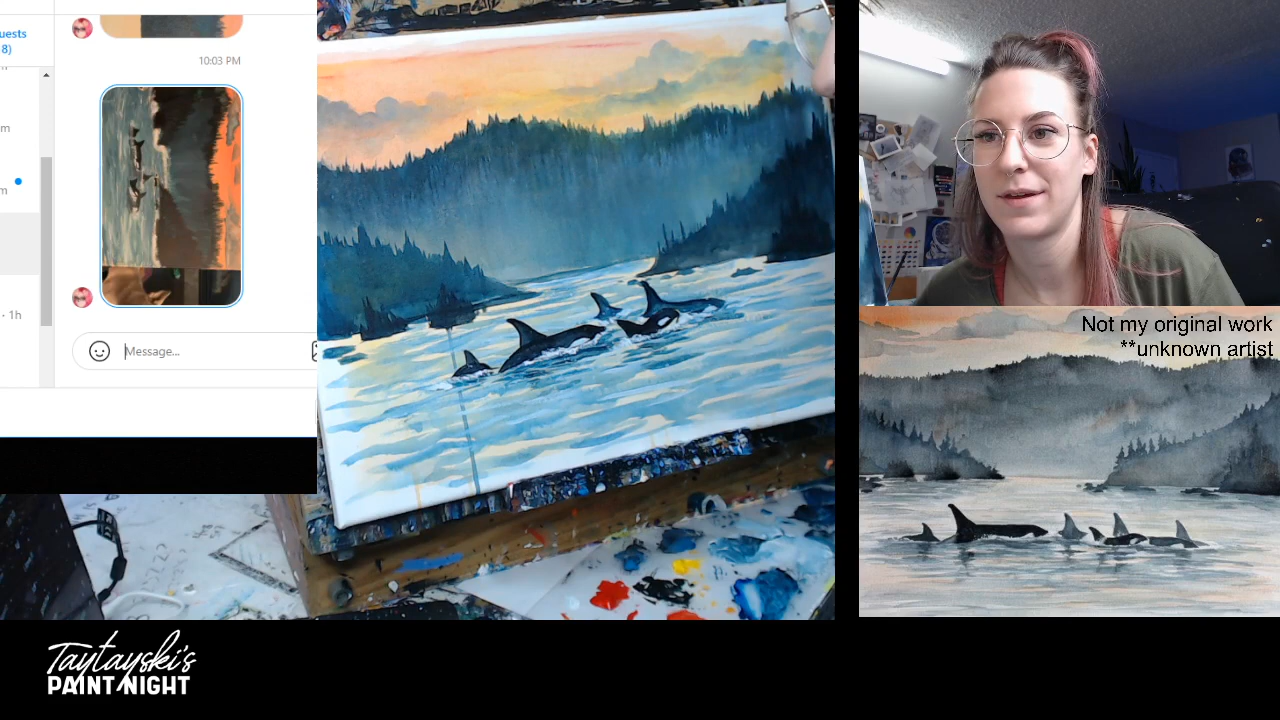 uests
8)
10:03 PM
m
m
· 1h
Message...
Not my original work
**unknown artist
Taytayski's
PAINT NIGHT